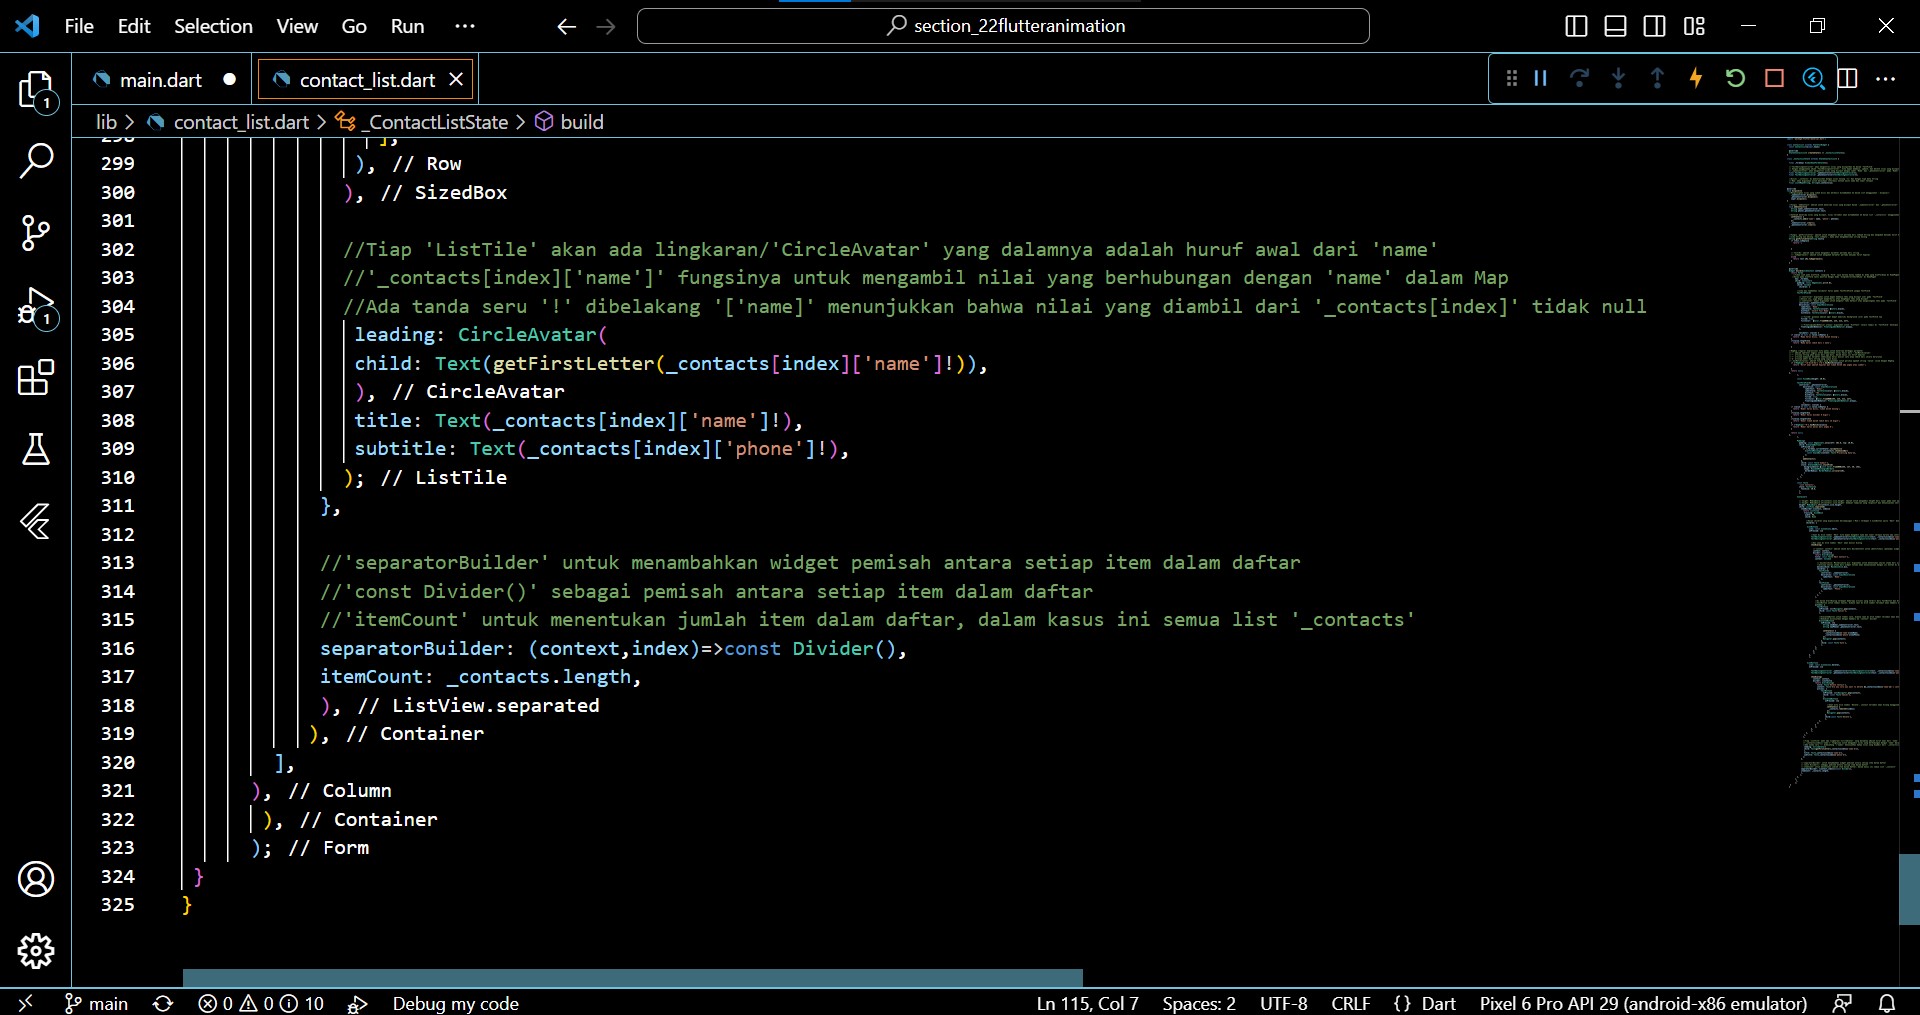 File Edit Selection View Go Run ···
section_22flutteranimation
main.dart
contact_list.dart
lib > contact_list.dart > _ContactListState > build
298 ],
299 ), // Row
300 ), // SizedBox
301
302 //Tiap 'ListTile' akan ada lingkaran/'CircleAvatar' yang dalamnya adalah huruf awal dari 'name'
303 //'_contacts[index]['name']' fungsinya untuk mengambil nilai yang berhubungan dengan 'name' dalam Map
304 //Ada tanda seru '!' dibelakang '['name]' menunjukkan bahwa nilai yang diambil dari '_contacts[index]' tidak null
305 leading: CircleAvatar(
306 child: Text(getFirstLetter(_contacts[index]['name']!)),
307 ), // CircleAvatar
308 title: Text(_contacts[index]['name']!),
309 subtitle: Text(_contacts[index]['phone']!),
310 ); // ListTile
311 },
312
313 //'separatorBuilder' untuk menambahkan widget pemisah antara setiap item dalam daftar
314 //'const Divider()' sebagai pemisah antara setiap item dalam daftar
315 //'itemCount' untuk menentukan jumlah item dalam daftar, dalam kasus ini semua list '_contacts'
316 separatorBuilder: (context,index)=>const Divider(),
317 itemCount: _contacts.length,
318 ), // ListView.separated
319 ), // Container
320 ],
321 ), // Column
322 ), // Container
323 ); // Form
324 }
325 }
1
1
main 0 0 10 Debug my code Ln 115, Col 7 Spaces: 2 UTF-8 CRLF {} Dart Pixel 6 Pro API 29 (android-x86 emulator)